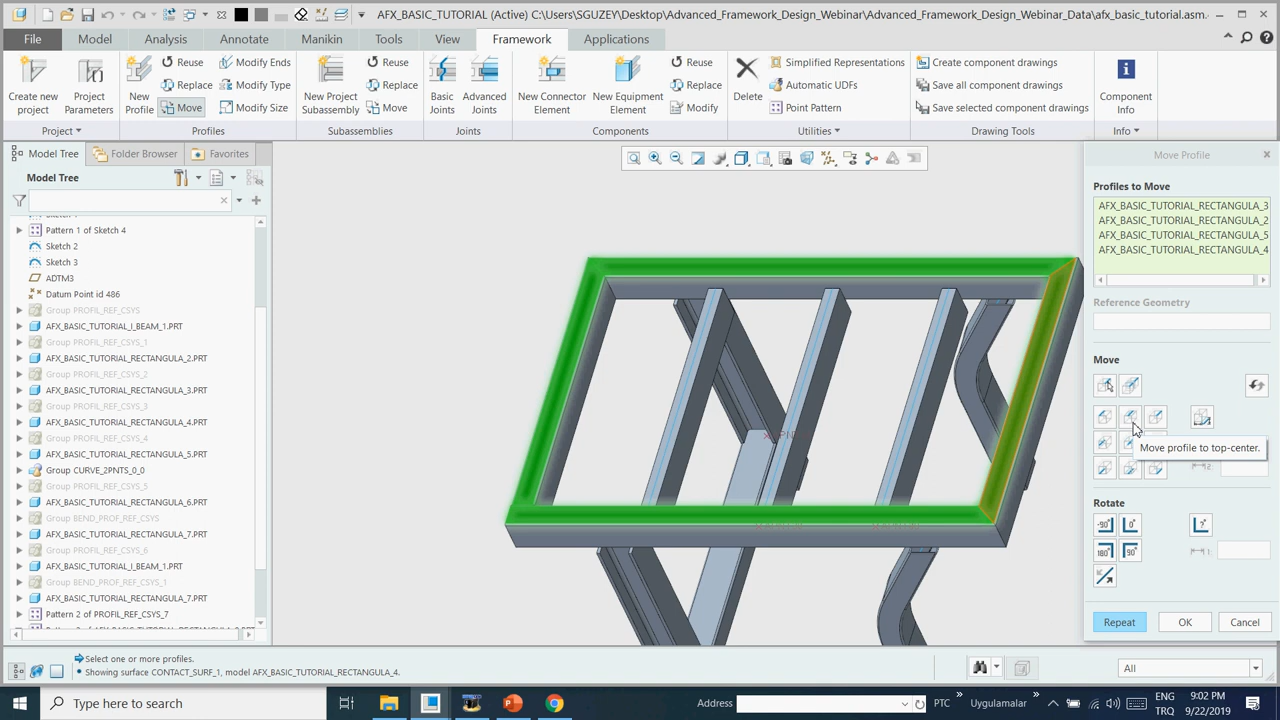 AFX_BASIC_TUTORIAL (Active) C:\Users\SGUZEY\Desktop\Advanced_Framework_Design_Webinar\Advanced_Framework_Design_Webinar_Data\afx_basic_tutorial.asm...
File Model Analysis Annotate Manikin Tools View Framework Applications
Create new project
Project Parameters
Project
New Profile
Reuse
Replace
Move
Modify Ends
Modify Type
Modify Size
Profiles
New Project Subassembly
Reuse
Replace
Move
Subassemblies
Basic Joints
Advanced Joints
Joints
New Connector Element
New Equipment Element
Reuse
Replace
Modify
Components
Delete
Simplified Representations
Automatic UDFs
Point Pattern
Utilities
Create component drawings
Save all component drawings
Save selected component drawings
Drawing Tools
Component Info
Info
Model Tree Folder Browser Favorites
Model Tree
Pattern 1 of Sketch 4
Sketch 2
Sketch 3
ADTM3
Datum Point id 486
Group PROFIL_REF_CSYS
AFX_BASIC_TUTORIAL_I_BEAM_1.PRT
Group PROFIL_REF_CSYS_1
AFX_BASIC_TUTORIAL_RECTANGULA_2.PRT
Group PROFIL_REF_CSYS_2
AFX_BASIC_TUTORIAL_RECTANGULA_3.PRT
Group PROFIL_REF_CSYS_3
AFX_BASIC_TUTORIAL_RECTANGULA_4.PRT
Group PROFIL_REF_CSYS_4
AFX_BASIC_TUTORIAL_RECTANGULA_5.PRT
Group CURVE_2PNTS_0_0
AFX_BASIC_TUTORIAL_RECTANGULA_6.PRT
Group BEND_PROF_REF_CSYS
AFX_BASIC_TUTORIAL_RECTANGULA_7.PRT
Group PROFIL_REF_CSYS_6
AFX_BASIC_TUTORIAL_I_BEAM_1.PRT
Group BEND_PROF_REF_CSYS_1
AFX_BASIC_TUTORIAL_RECTANGULA_7.PRT
Pattern 2 of PROFIL_REF_CSYS_7
Move Profile
Profiles to Move
AFX_BASIC_TUTORIAL_RECTANGULA_3
AFX_BASIC_TUTORIAL_RECTANGULA_2
AFX_BASIC_TUTORIAL_RECTANGULA_5
AFX_BASIC_TUTORIAL_RECTANGULA_4
Reference Geometry
Move
Move profile to top-center.
Rotate
-90° 0° ?
180° 90°
Repeat OK Cancel
Select one or more profiles.
Showing surface CONTACT_SURF_1, model AFX_BASIC_TUTORIAL_RECTANGULA_4.
All
Type here to search
Address
PTC
Uygulamalar
ENG
TRQ
9:02 PM
9/22/2019